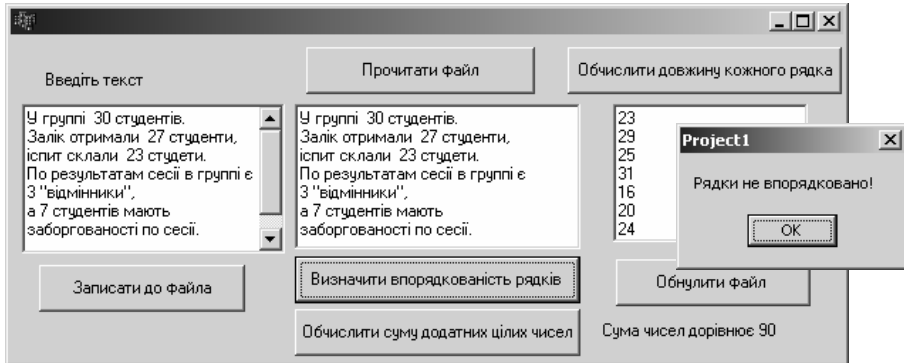 Введіть текст
Прочитати файл
Обчислити довжину кожного рядка
У группі 30 студентів.
Залік отримали 27 студенти,
іспит склали 23 студети.
По результатам сесії в группі є
3 "відмінники",
а 7 студентів мають
заборгованості по сесії.
У группі 30 студентів.
Залік отримали 27 студенти,
іспит склали 23 студети.
По результатам сесії в группі є
3 "відмінники",
а 7 студентів мають
заборгованості по сесії.
23
29
25
31
16
20
24
Project1
Рядки не впорядковано!
OK
Записати до файла
Визначити впорядкованість рядків
Обнулити файл
Обчислити суму додатних цілих чисел
Сума чисел дорівнює 90